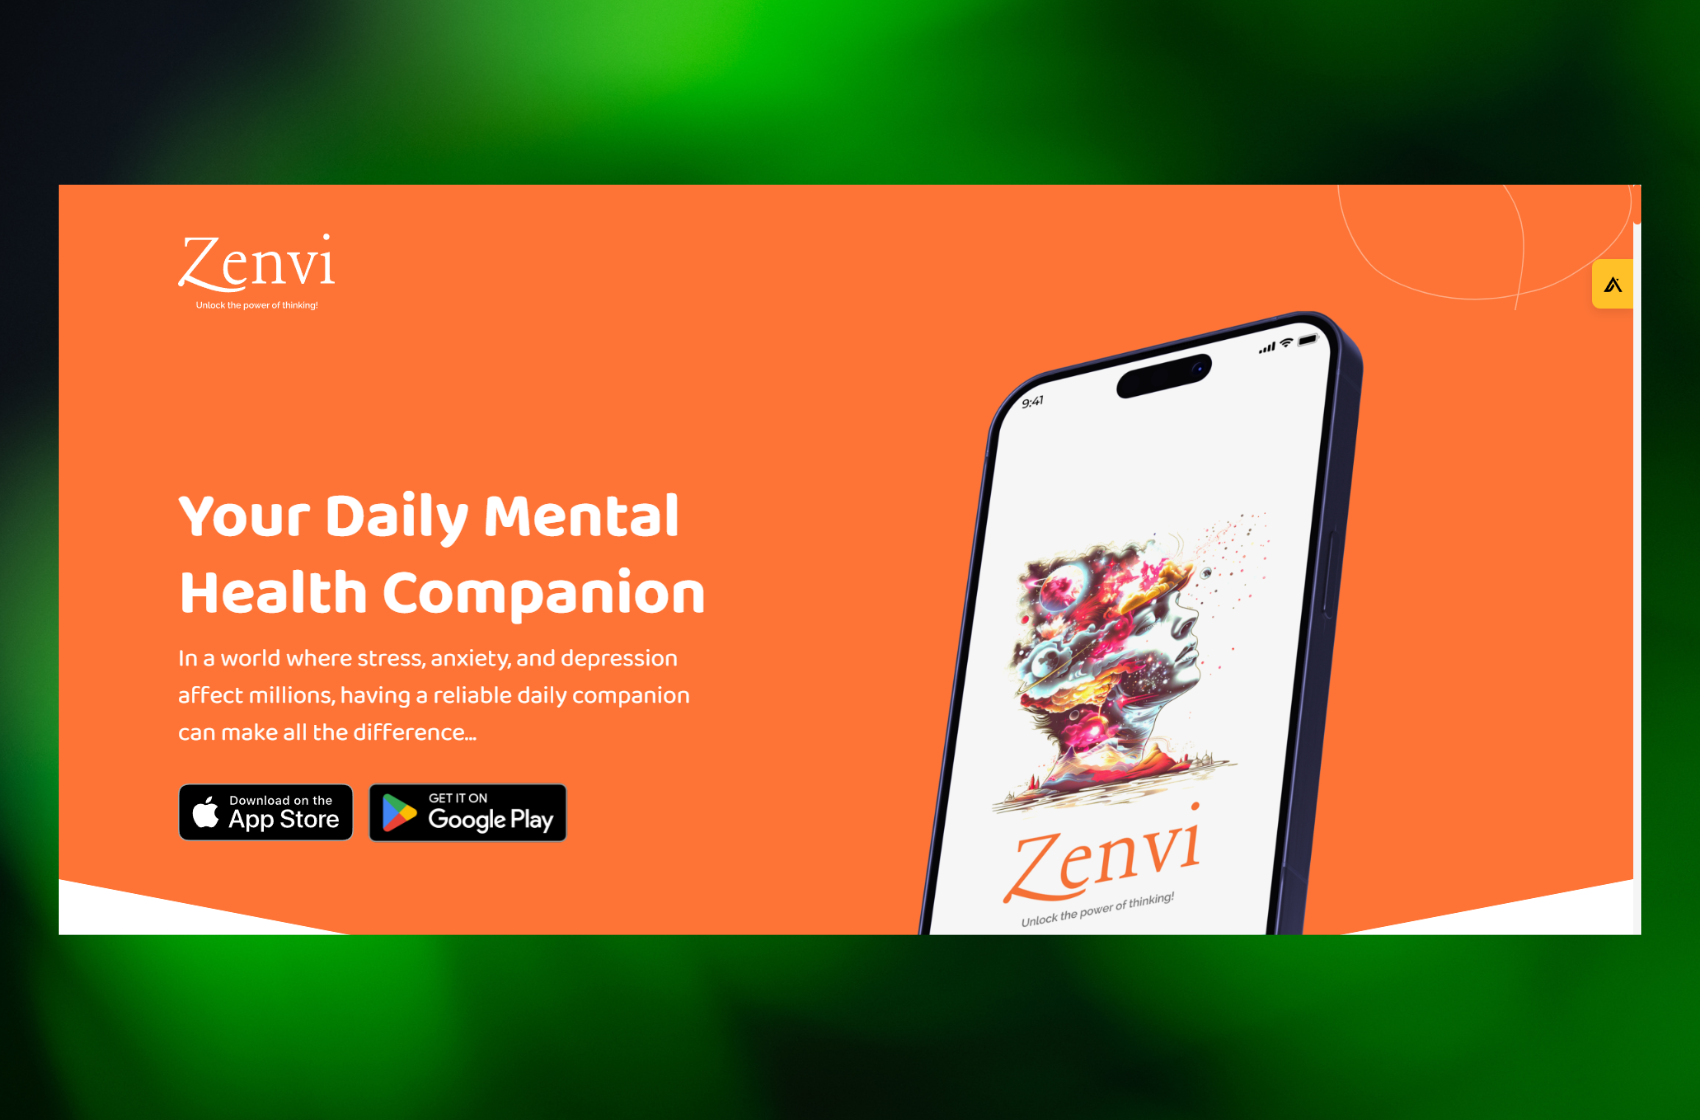 Zenvi
Unlock the power of thinking!
9:41
Your Daily Mental
Health Companion
In a world where stress, anxiety, and depression
affect millions, having a reliable daily companion
can make all the difference...
Download on the
App Store
GET IT ON
Google Play
Zenvi
Unlock the power of thinking!